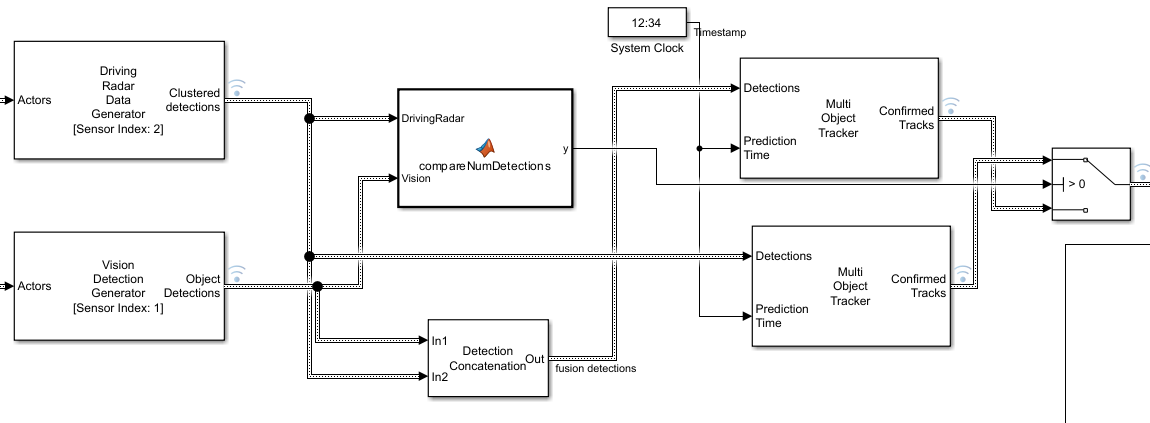 12:34
System Clock
Timestamp
Actors
Driving
Radar
Data
Generator
[Sensor Index: 2]
Clustered
detections
DrivingRadar
Vision
compareNumDetections
y
Detections
Prediction
Time
Multi
Object
Tracker
Confirmed
Tracks
> 0
Actors
Vision
Detection
Generator
[Sensor Index: 1]
Object
Detections
Detections
Prediction
Time
Multi
Object
Tracker
Confirmed
Tracks
In1
In2
Detection
Concatenation
Out
fusion detections